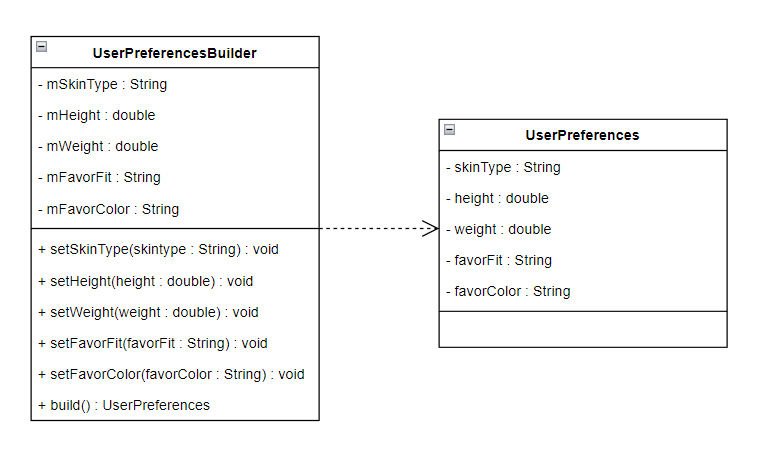 UserPreferencesBuilder
- mSkinType : String
- mHeight : double
- mWeight : double
- mFavorFit : String
- mFavorColor : String
+ setSkinType(skintype : String) : void
+ setHeight(height : double) : void
+ setWeight(weight : double) : void
+ setFavorFit(favorFit : String) : void
+ setFavorColor(favorColor : String) : void
+ build() : UserPreferences
UserPreferences
- skinType : String
- height : double
- weight : double
- favorFit : String
- favorColor : String